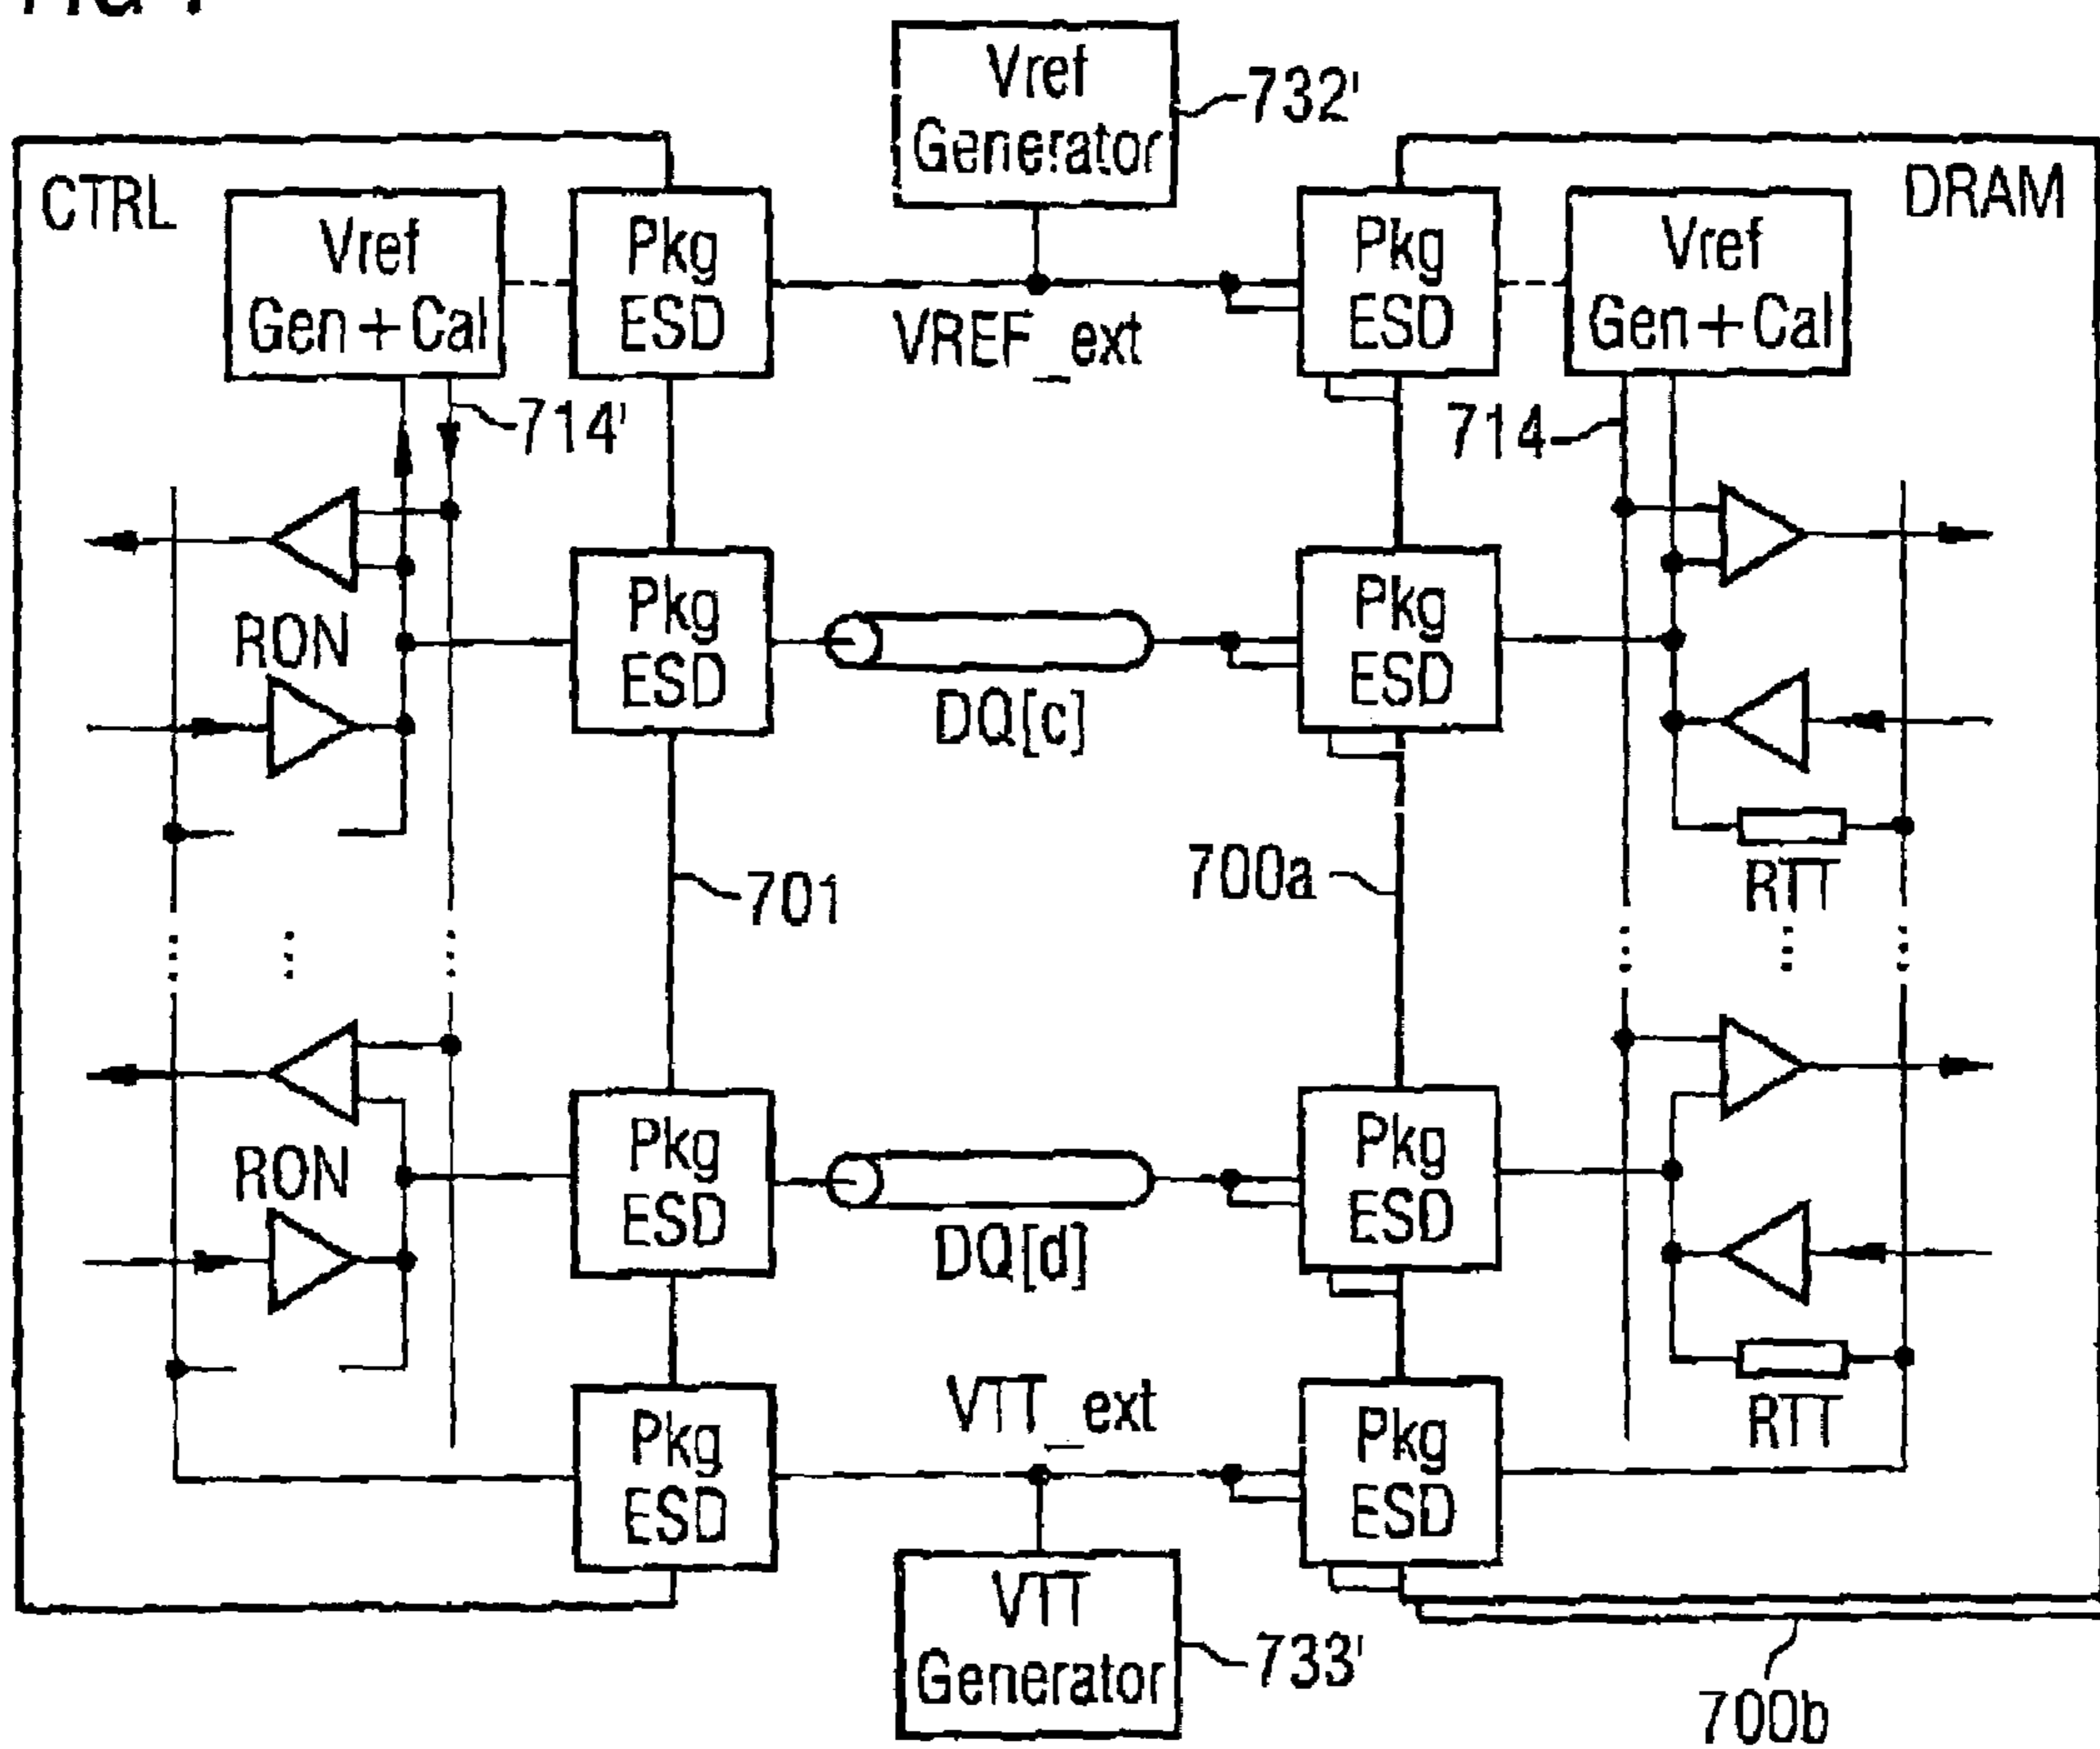 Vref
Generator
732'
CTRL
Vref
Gen + Cal
Pkg
ESD
VREF_ext
Pkg
ESD
Vref
Gen + Cal
DRAM
714'
714
RON
Pkg
ESD
DQ[c]
Pkg
ESD
701
700a
RTT
RON
Pkg
ESD
DQ[d]
Pkg
ESD
RTT
Pkg
ESD
VTT_ext
Pkg
ESD
VTT
Generator
733'
700b